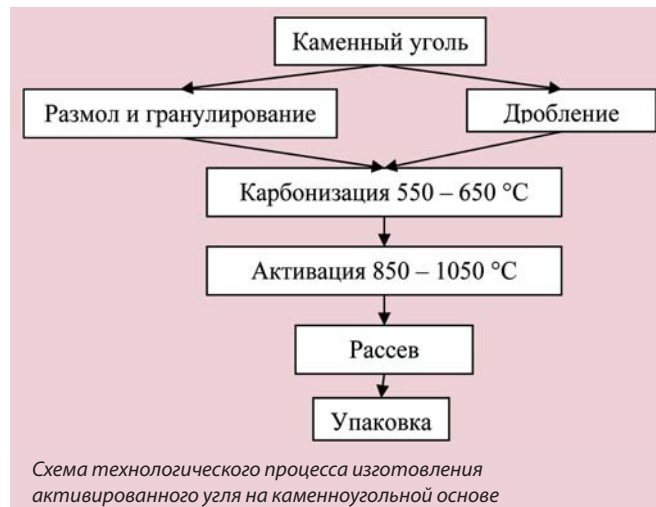 Каменный уголь
Размол и гранулирование
Дробление
Карбонизация 550 – 650 °C
Активация 850 – 1050 °C
Рассев
Упаковка
Схема технологического процесса изготовления
активированного угля на каменноугольной основе